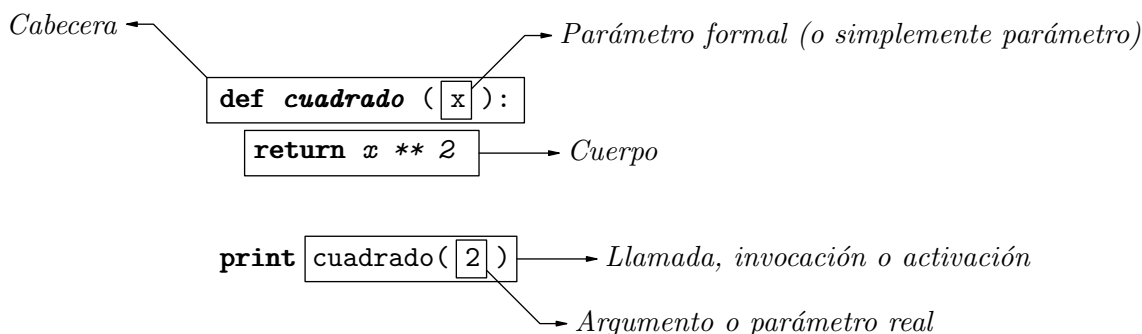 Cabecera
Parámetro formal (o simplemente parámetro)
def cuadrado ( x ):
return x ** 2
Cuerpo
print cuadrado( 2 )
Llamada, invocación o activación
Argumento o parámetro real